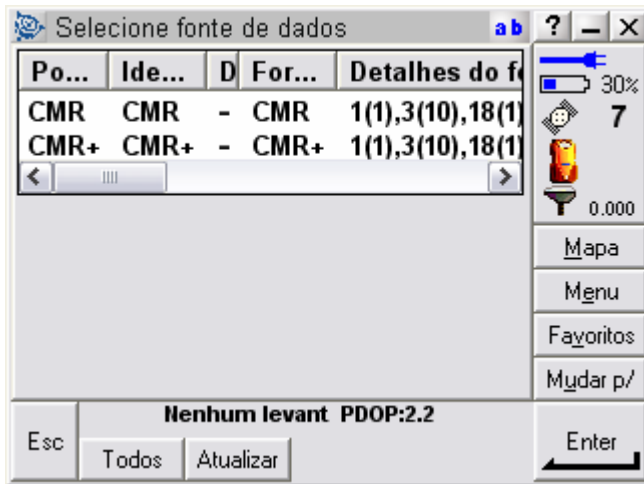 Selecione fonte de dados ab ? – X
Po... Ide... D For... Detalhes do fo
CMR CMR - CMR 1(1),3(10),18(1)
CMR+ CMR+ - CMR+ 1(1),3(10),18(1)
30%
7
0.000
Mapa
Menu
Favoritos
Mudar p/
Nenhum levant PDOP:2.2
Esc Todos Atualizar Enter